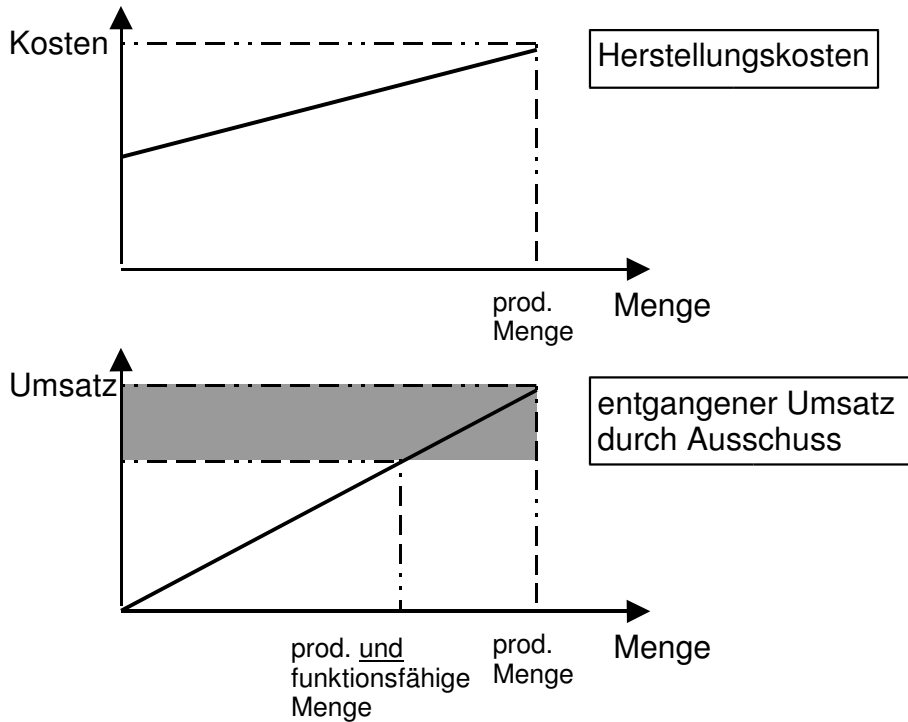 Kosten
Herstellungskosten
prod.
Menge
Menge
Umsatz
entgangener Umsatz
durch Ausschuss
prod. und
funktionsfähige
Menge
prod.
Menge
Menge